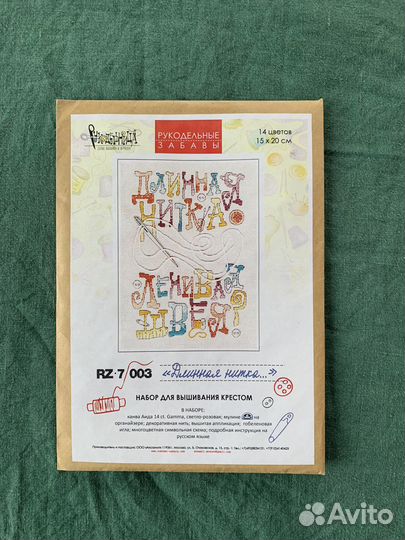 РУКОДЕЛЬНЫЕ
ЗАБАВЫ
14 цветов
15 х 20 см
ДЛИННАЯ
НИТКА
ЛЕНИВАЯ
ШВЕЯ!
RZ-7/003
«Длинная нитка...»
НАБОР ДЛЯ ВЫШИВАНИЯ КРЕСТОМ
В НАБОРЕ:
канва Аида 14 ct. Gamma, светло-розовая; мулине на
органайзере; декоративная нить; вышитая аппликация; гобеленовая
игла; многоцветная символьная схема; подробная инструкция на
русском языке
Avito